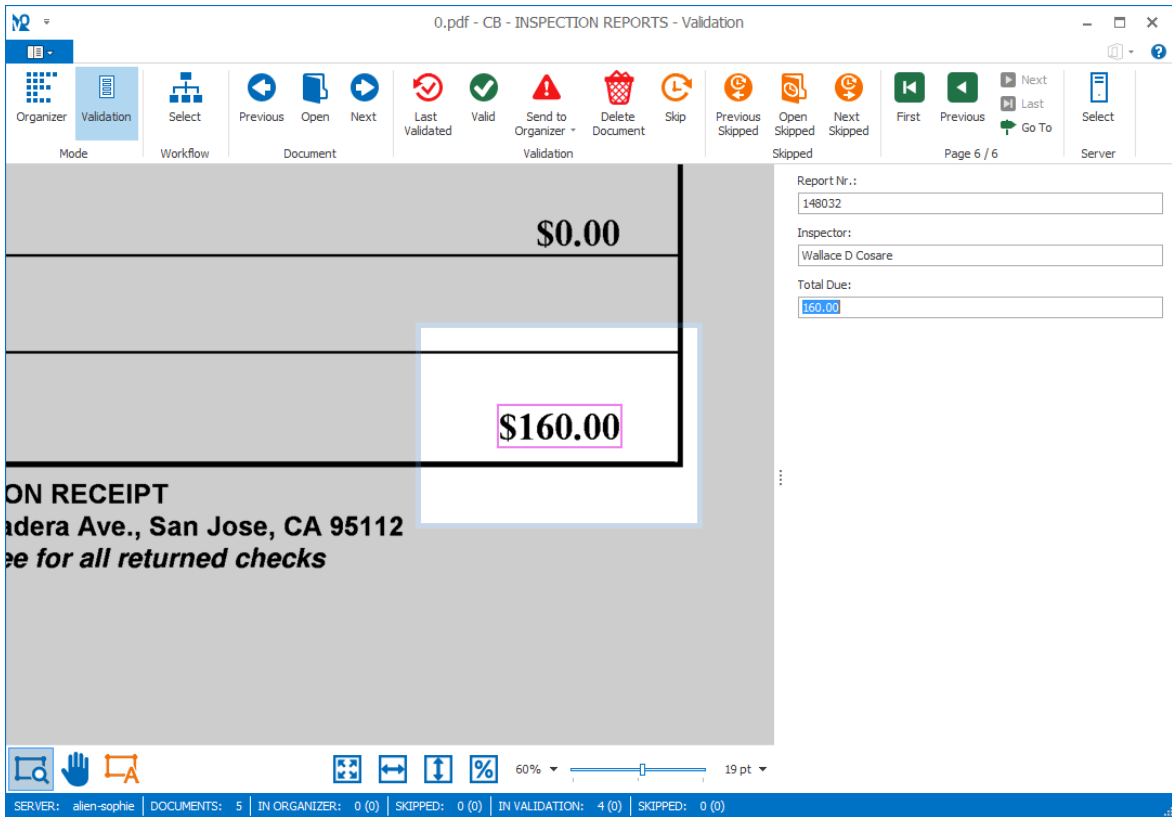 0.pdf - CB - INSPECTION REPORTS - Validation
Organizer
Validation
Mode
Select
Workflow
Previous
Open
Next
Document
Last Validated
Valid
Send to Organizer
Delete Document
Skip
Validation
Previous Skipped
Open Skipped
Next Skipped
Skipped
First
Previous
Next
Last
Go To
Page 6 / 6
Select
Server
$0.00
$160.00
ON RECEIPT
adera Ave., San Jose, CA 95112
ee for all returned checks
Report Nr.:
148032
Inspector:
Wallace D Cosare
Total Due:
160.00
60%
19 pt
SERVER: alien-sophie DOCUMENTS: 5 IN ORGANIZER: 0 (0) SKIPPED: 0 (0) IN VALIDATION: 4 (0) SKIPPED: 0 (0)